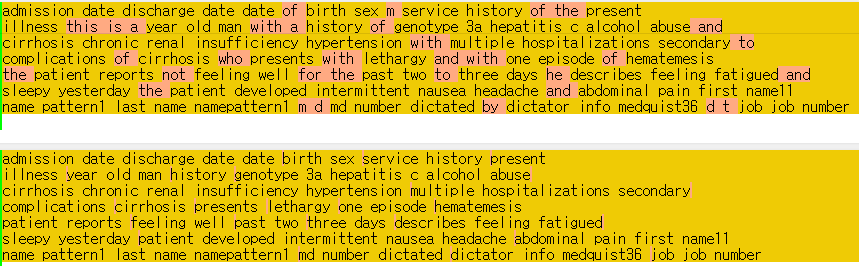 admission date discharge date date of birth sex m service history of the present
illness this is a year old man with a history of genotype 3a hepatitis c alcohol abuse and
cirrhosis chronic renal insufficiency hypertension with multiple hospitalizations secondary to
complications of cirrhosis who presents with lethargy and with one episode of hematemesis
the patient reports not feeling well for the past two to three days he describes feeling fatigued and
sleepy yesterday the patient developed intermittent nausea headache and abdominal pain first name11
name pattern1 last name namepattern1 m d md number dictated by dictator info medquist36 d t job job number
admission date discharge date date birth sex service history present
illness year old man history genotype 3a hepatitis c alcohol abuse
cirrhosis chronic renal insufficiency hypertension multiple hospitalizations secondary
complications cirrhosis presents lethargy one episode hematemesis
patient reports feeling well past two three days describes feeling fatigued
sleepy yesterday patient developed intermittent nausea headache abdominal pain first name11
name pattern1 last name namepattern1 md number dictated dictator info medquist36 job job number